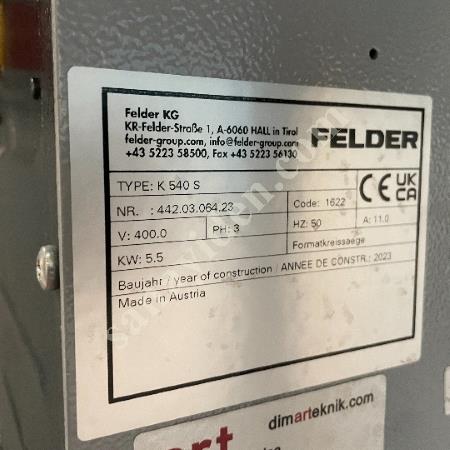 Felder KG
KR-Felder-Straße 1, A-6060 HALL in Tirol
felder-group.com, info@felder-group.com
+43 5223 58500, Fax +43 5223 56130
FELDER
TYPE: K 540 S
CE UK CA
NR. : 442.03.064.23
Code: 1622
V: 400.0
PH: 3
HZ: 50
A: 11.0
KW: 5.5
Formatkreissaege
Baujahr / year of construction / ANNEE DE CONSTR.: 2023
Made in Austria
art
dimarteknik.com